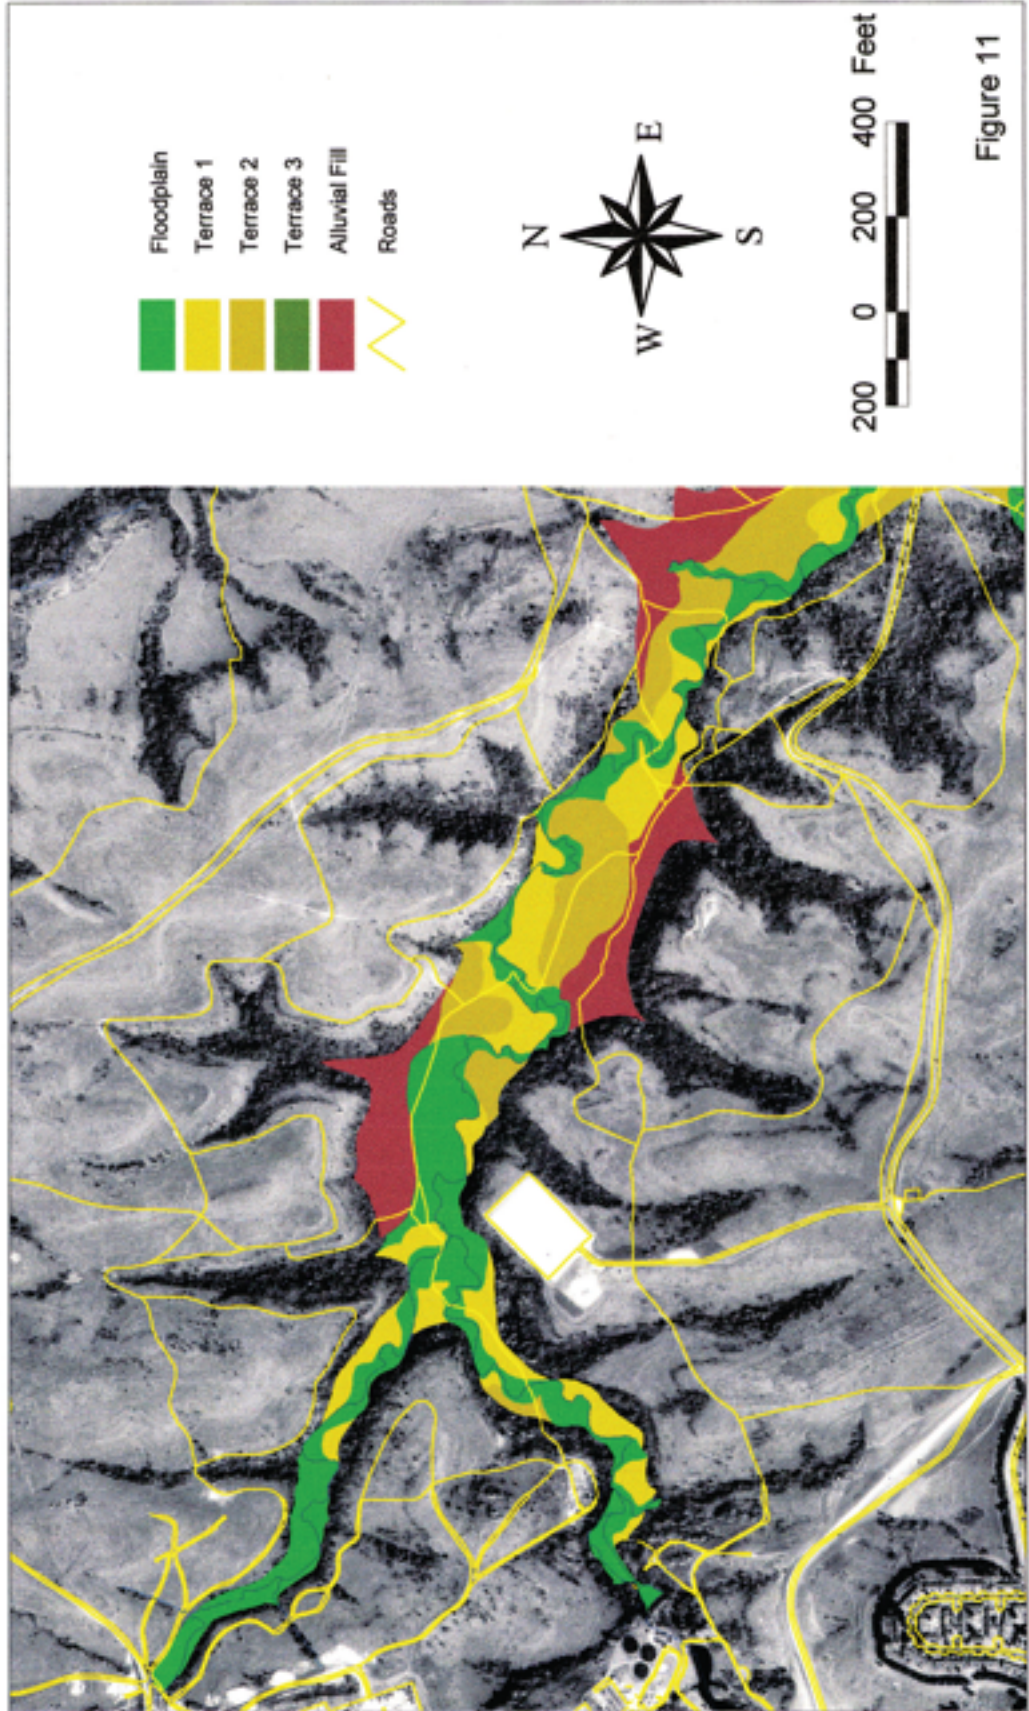 Floodplain
Terrace 1
Terrace 2
Terrace 3
Alluvial Fill
Roads
N
W
E
S
200 0 200 400 Feet
Figure 11